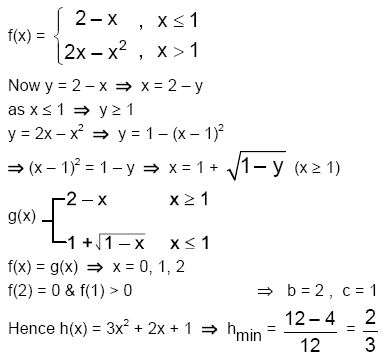 f(x) = { 2 – x , x ≤ 1
2x – x² , x > 1
Now y = 2 – x ⇒ x = 2 – y
as x ≤ 1 ⇒ y ≥ 1
y = 2x – x² ⇒ y = 1 – (x – 1)²
⇒ (x – 1)² = 1 – y ⇒ x = 1 + √(1 – y) (x ≥ 1)
g(x) [ 2 – x x ≥ 1
1 + √(1 – x) x ≤ 1
f(x) = g(x) ⇒ x = 0, 1, 2
f(2) = 0 & f(1) > 0 ⇒ b = 2 , c = 1
Hence h(x) = 3x² + 2x + 1 ⇒ h_min = (12 – 4)/12 = 2/3